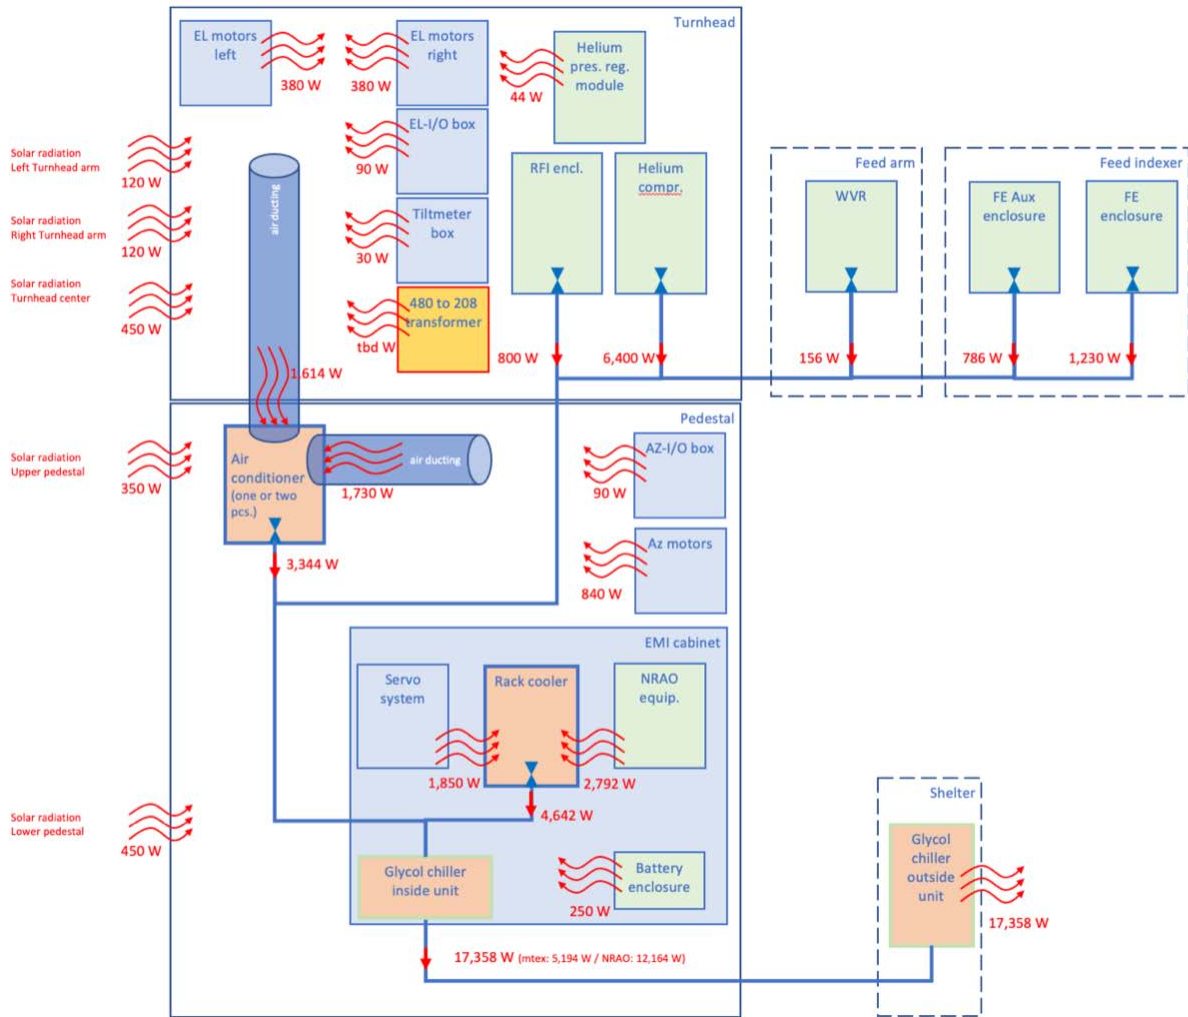 Turnhead
EL motors
left
380 W
EL motors
right
380 W
Helium
pres. reg.
module
44 W
Solar radiation
Left Turnhead arm
120 W
EL-I/O box
90 W
RFI encl.
Helium
compr.
Feed arm
WVR
Feed indexer
FE Aux
enclosure
FE
enclosure
air ducting
Solar radiation
Right Turnhead arm
120 W
Tiltmeter
box
30 W
Solar radiation
Turnhead center
450 W
480 to 208
transformer
tbd W
800 W
6,400 W
156 W
786 W
1,230 W
1.614 W
Pedestal
Solar radiation
Upper pedestal
350 W
Air
conditioner
(one or two
pcs.)
air ducting
1,730 W
AZ-I/O box
90 W
3,344 W
Az motors
840 W
EMI cabinet
Servo
system
Rack cooler
NRAO
equip.
1,850 W
2,792 W
4,642 W
Solar radiation
Lower pedestal
450 W
Shelter
Glycol
chiller
outside
unit
17,358 W
Glycol chiller
inside unit
Battery
enclosure
250 W
17,358 W (mtex: 5,194 W / NRAO: 12,164 W)